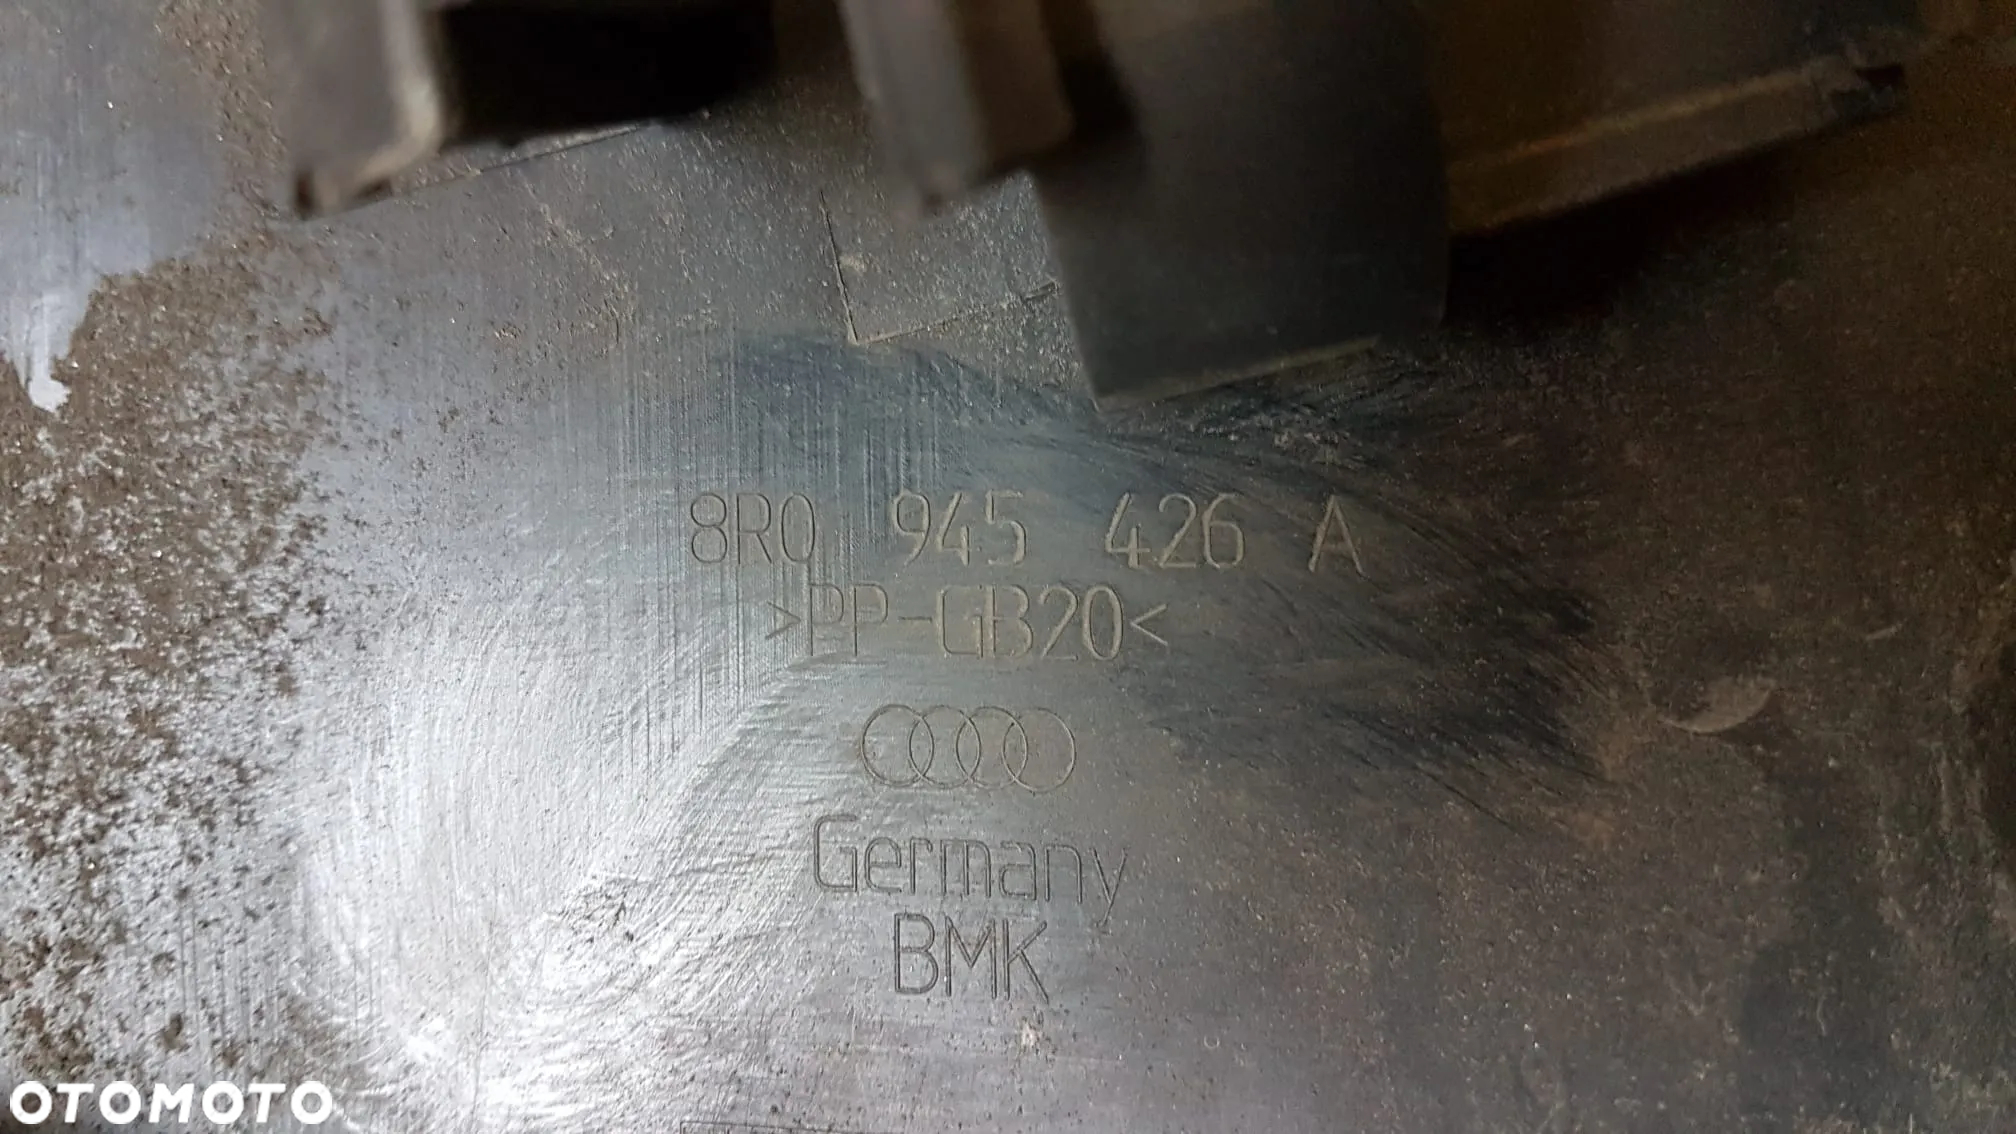 8R0 945 426 A
>PP-GB20<
Germany
BMK
OTOMOTO